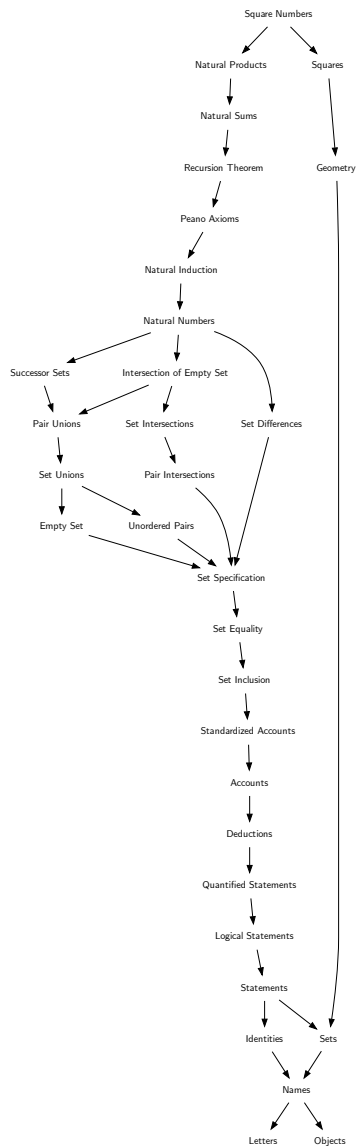 Square Numbers
Natural Products
Squares
Natural Sums
Recursion Theorem
Geometry
Peano Axioms
Natural Induction
Natural Numbers
Successor Sets
Intersection of Empty Set
Pair Unions
Set Intersections
Set Differences
Set Unions
Pair Intersections
Empty Set
Unordered Pairs
Set Specification
Set Equality
Set Inclusion
Standardized Accounts
Accounts
Deductions
Quantified Statements
Logical Statements
Statements
Identities
Sets
Names
Letters
Objects